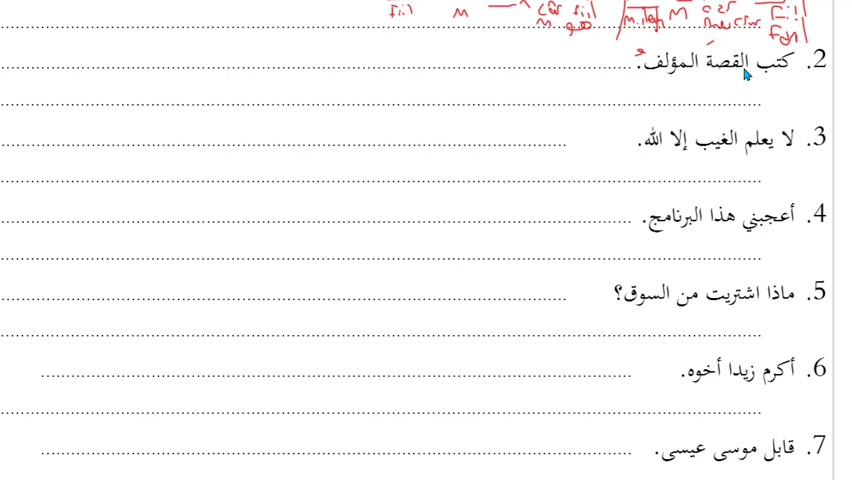 2. كتب القصة المؤلف.
3. لا يعلم الغيب إلا الله.
4. أعجبني هذا البرنامج.
5. ماذا اشتريت من السوق؟
6. أكرم زيدا أخوه.
7. قابل موسى عيسى.